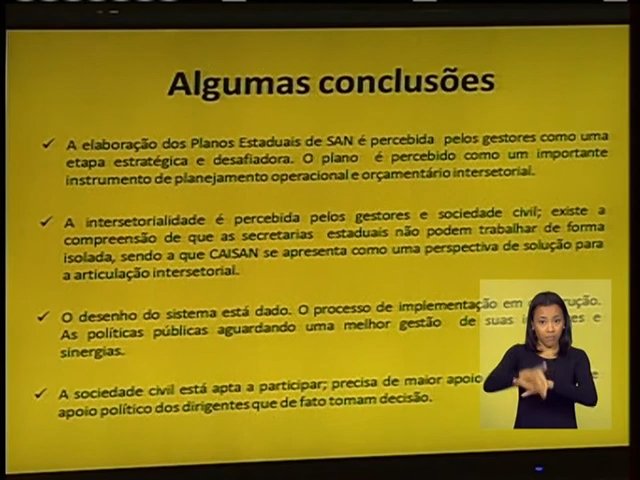 Algumas conclusões
✓ A elaboração dos Planos Estaduais de SAN é percebida pelos gestores como uma
etapa estratégica e desafiadora. O plano é percebido como um importante
instrumento de planejamento operacional e orçamentário intersetorial.
✓ A intersetorialidade é percebida pelos gestores e sociedade civil; existe a
compreensão de que as secretarias estaduais não podem trabalhar de forma
isolada, sendo a que CAISAN se apresenta como uma perspectiva de solução para
a articulação intersetorial.
✓ O desenho do sistema está dado. O processo de implementação em
As políticas públicas aguardando uma melhor gestão de suas e
sinergias.
✓ A sociedade civil está apta a participar; precisa de maior apoio e
apoio político dos dirigentes que de fato tomam decisão.